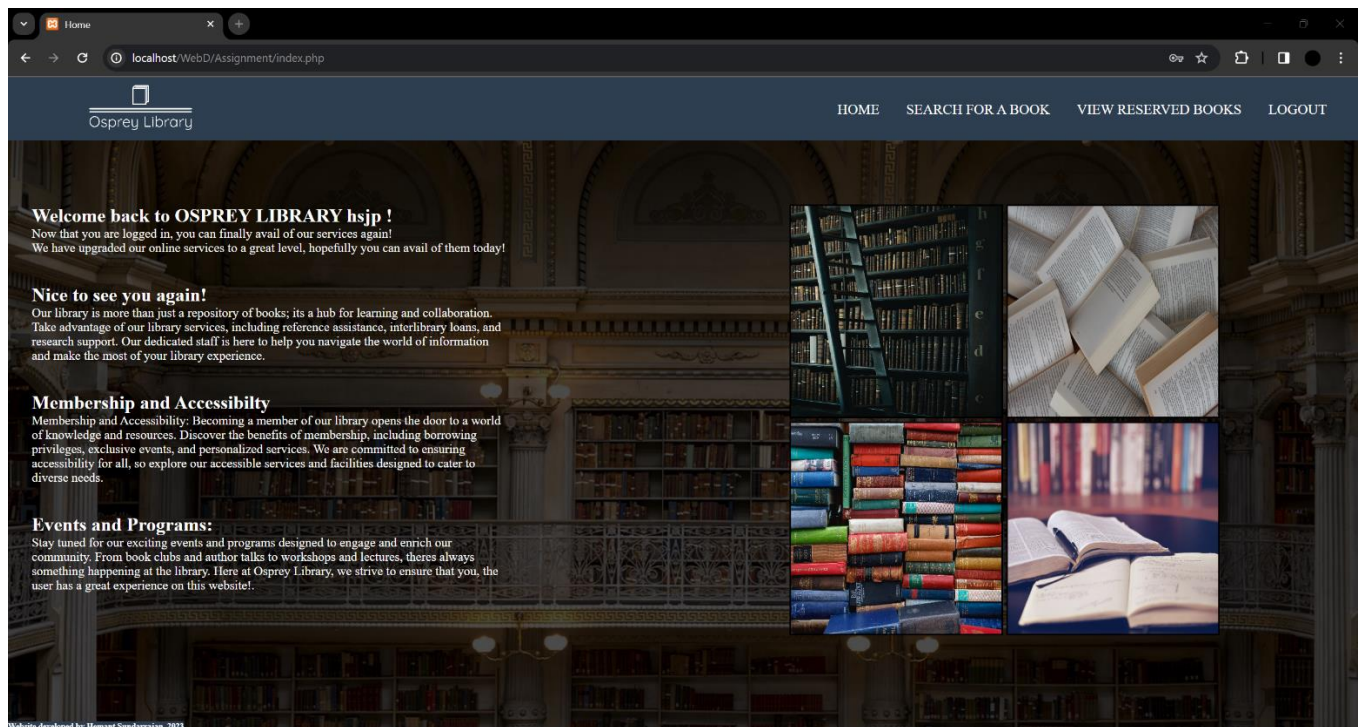 Home
localhost/WebD/Assignment/index.php
Osprey Library
HOME SEARCH FOR A BOOK VIEW RESERVED BOOKS LOGOUT
Welcome back to OSPREY LIBRARY hsjp !
Now that you are logged in, you can finally avail of our services again!
We have upgraded our online services to a great level, hopefully you can avail of them today!
Nice to see you again!
Our library is more than just a repository of books; its a hub for learning and collaboration.
Take advantage of our library services, including reference assistance, interlibrary loans, and
research support. Our dedicated staff is here to help you navigate the world of information
and make the most of your library experience.
Membership and Accessibilty
Membership and Accessibility: Becoming a member of our library opens the door to a world
of knowledge and resources. Discover the benefits of membership, including borrowing
privileges, exclusive events, and personalized services. We are committed to ensuring
accessibility for all, so explore our accessible services and facilities designed to cater to
diverse needs.
Events and Programs:
Stay tuned for our exciting events and programs designed to engage and enrich our
community. From book clubs and author talks to workshops and lectures, theres always
something happening at the library. Here at Osprey Library, we strive to ensure that you, the
user has a great experience on this website!.
Website developed by Hemant Sundarrajan, 2023